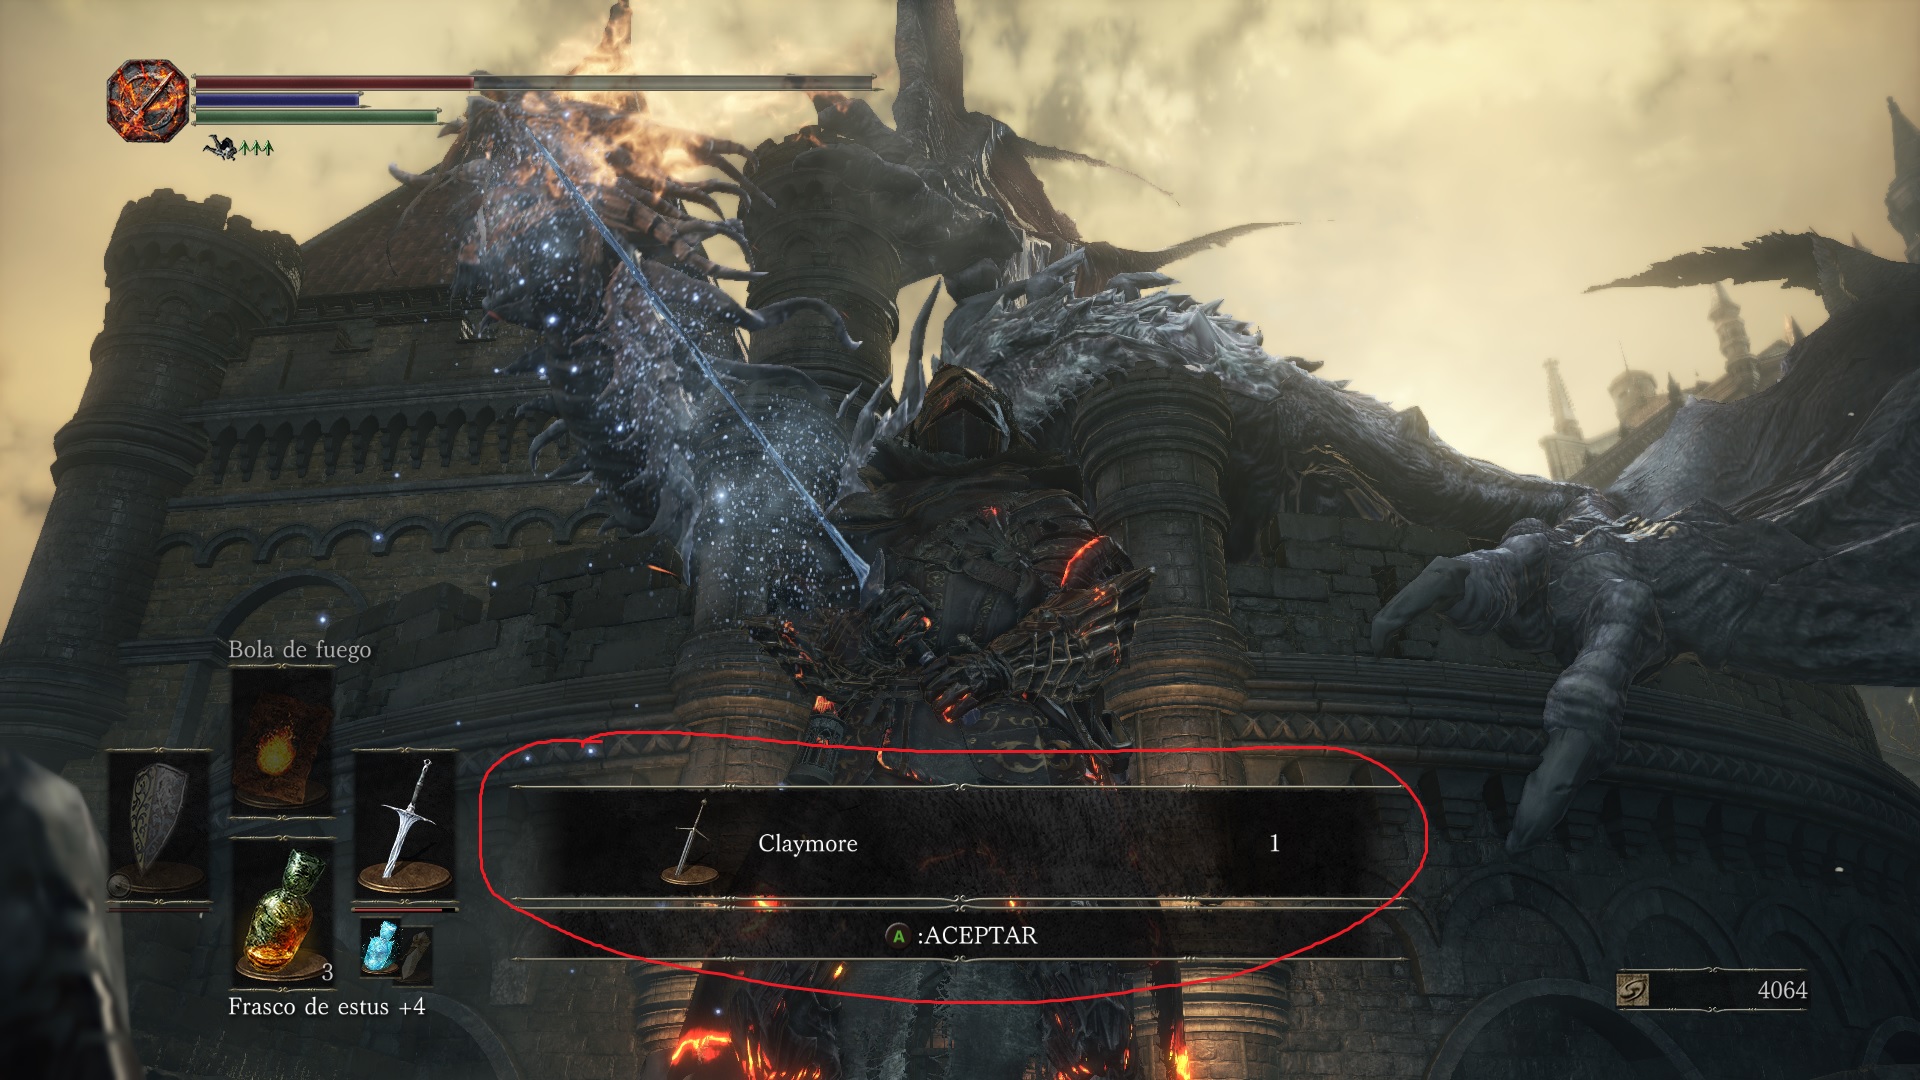 Bola de fuego
Claymore 1
A :ACEPTAR
3
Frasco de estus +4
4064